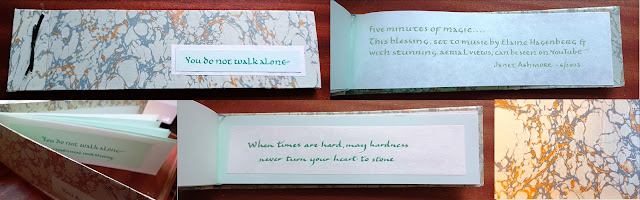 You do not walk alone
Five minutes of magic....
This blessing, set to music by Elaine Hagenberg &
with stunning aerial views, can be seen on YouTube
Janet Ashmore
You do not walk alone
When times are hard, may hardness
never turn your heart to stone